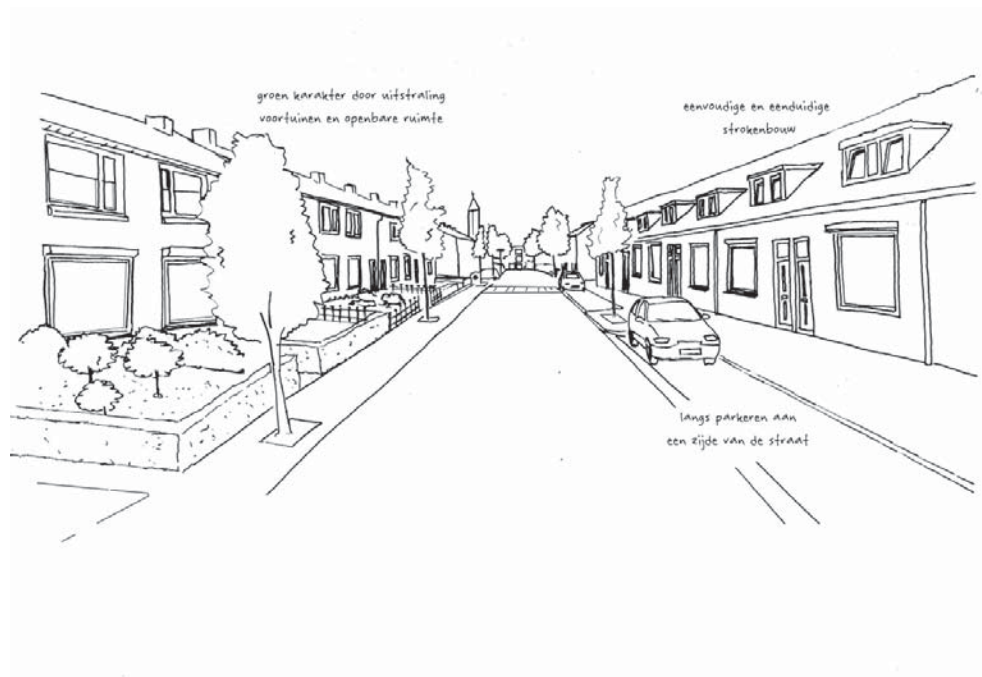 groen karakter door uitstraling
voortuinen en openbare ruimte
eenvoudige en eenduidige
strokenbouw
langs parkeren aan
een zijde van de straat